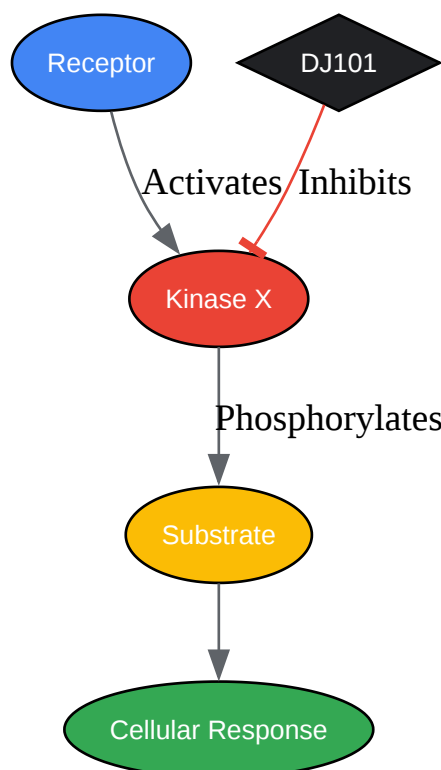 Receptor
DJ101
Activates
Inhibits
Kinase X
Phosphorylates
Substrate
Cellular Response